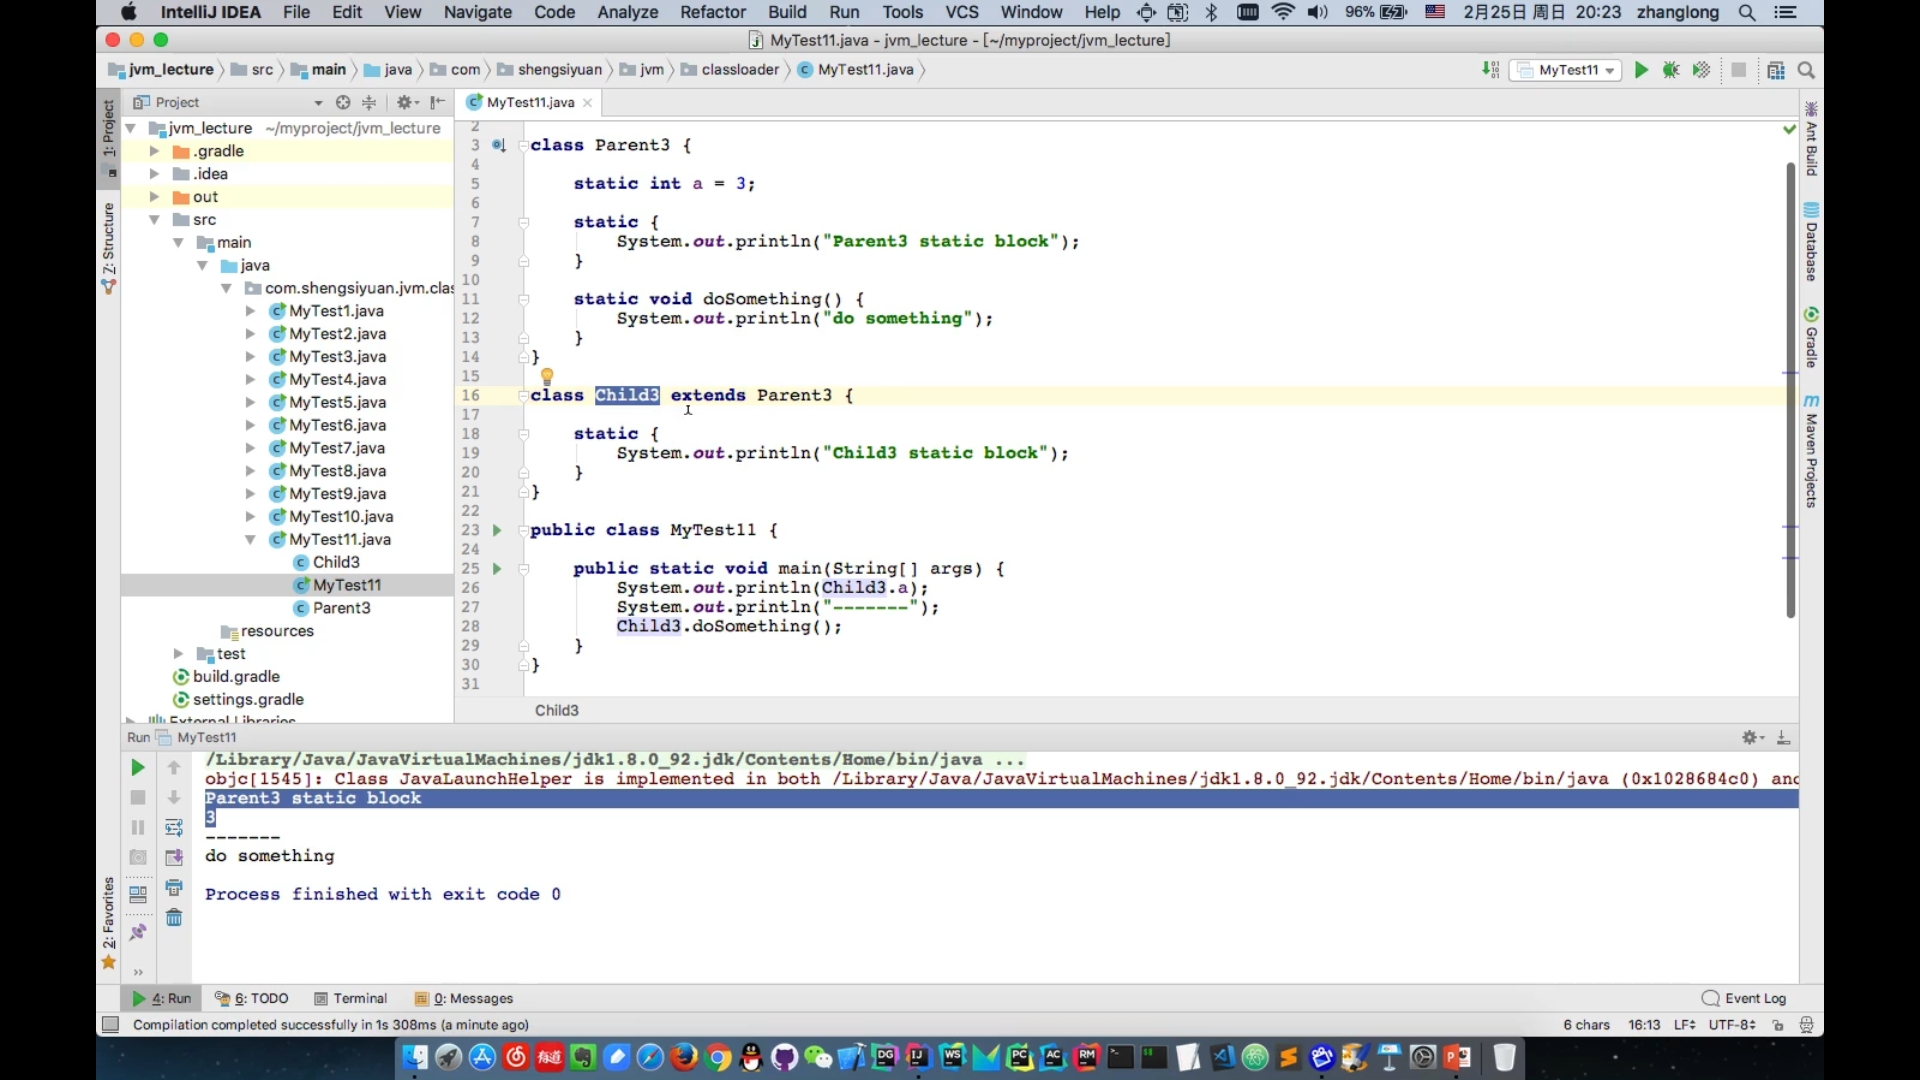 IntelliJ IDEA File Edit View Navigate Code Analyze Refactor Build Run Tools VCS Window Help 96% 2月25日 周日 20:23 zhanglong
MyTest11.java - jvm_lecture - [~/myproject/jvm_lecture]
jvm_lecture src main java com shengsiyuan jvm classloader MyTest11.java MyTest11
Project MyTest11.java
1: Project
Z: Structure
2: Favorites
jvm_lecture ~/myproject/jvm_lecture
.gradle
.idea
out
src
main
java
com.shengsiyuan.jvm.clas
MyTest1.java
MyTest2.java
MyTest3.java
MyTest4.java
MyTest5.java
MyTest6.java
MyTest7.java
MyTest8.java
MyTest9.java
MyTest10.java
MyTest11.java
Child3
MyTest11
Parent3
resources
test
build.gradle
settings.gradle
External Libraries
2
3 class Parent3 {
4
5 static int a = 3;
6
7 static {
8 System.out.println("Parent3 static block");
9 }
10
11 static void doSomething() {
12 System.out.println("do something");
13 }
14 }
15
16 class Child3 extends Parent3 {
17
18 static {
19 System.out.println("Child3 static block");
20 }
21 }
22
23 public class MyTest11 {
24
25 public static void main(String[] args) {
26 System.out.println(Child3.a);
27 System.out.println("-------");
28 Child3.doSomething();
29 }
30 }
31
Child3
Ant Build
Database
Gradle
Maven Projects
Run MyTest11
/Library/Java/JavaVirtualMachines/jdk1.8.0_92.jdk/Contents/Home/bin/java ...
objc[1545]: Class JavaLaunchHelper is implemented in both /Library/Java/JavaVirtualMachines/jdk1.8.0_92.jdk/Contents/Home/bin/java (0x1028684c0) and
Parent3 static block
3
-------
do something
Process finished with exit code 0
4: Run 6: TODO Terminal 0: Messages Event Log
Compilation completed successfully in 1s 308ms (a minute ago) 6 chars 16:13 LF UTF-8
有道 DG IJ WS PC AC RM